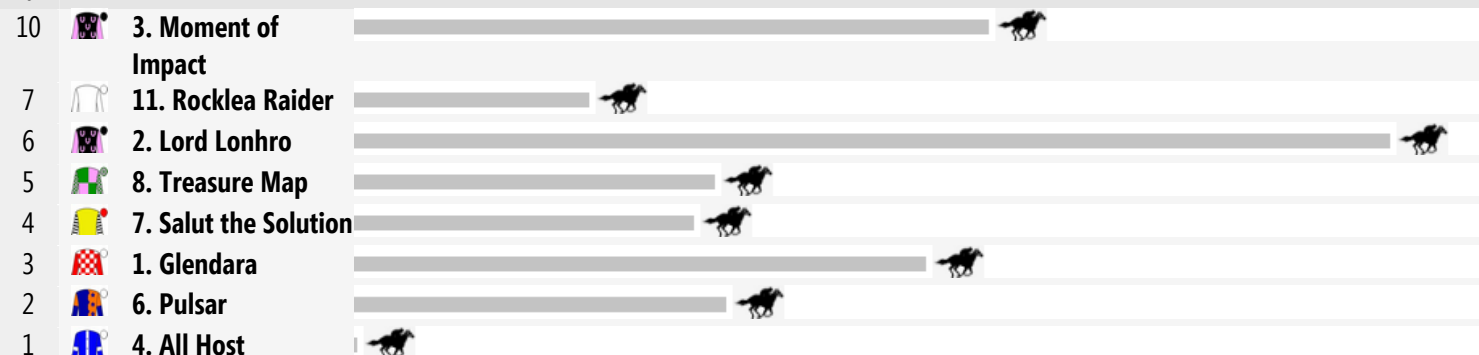 10 3. Moment of
Impact
7 11. Rocklea Raider
6 2. Lord Lonhro
5 8. Treasure Map
4 7. Salut the Solution
3 1. Glendara
2 6. Pulsar
1 4. All Host